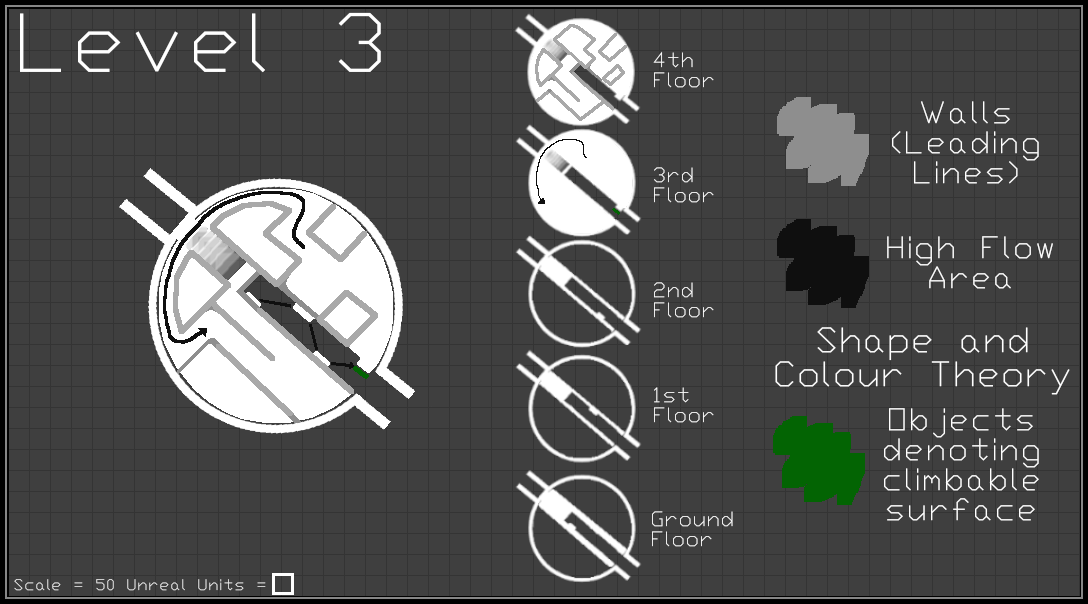 Level 3
4th
Floor
3rd
Floor
2nd
Floor
1st
Floor
Ground
Floor
Walls
(Leading
Lines)
High Flow
Area
Shape and
Colour Theory
Objects
denoting
climbable
surface
Scale = 50 Unreal Units =